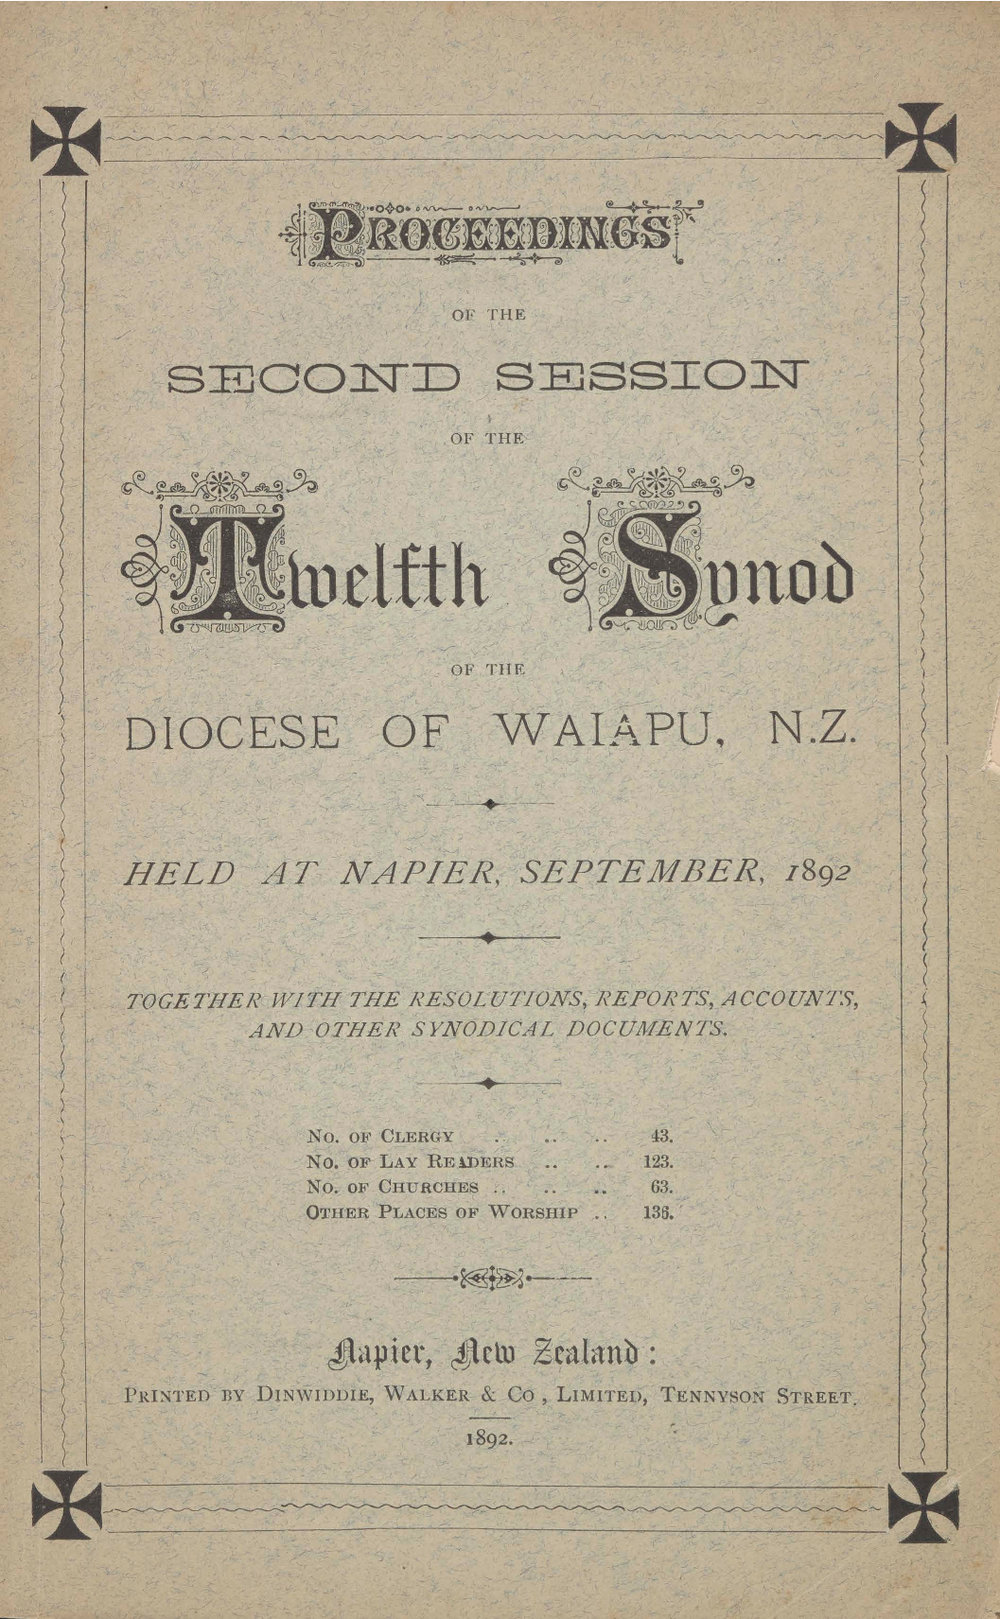 PROCEEDINGS
OF THE
SECOND SESSION
OF THE
Twelfth Synod
OF THE
DIOCESE OF WAIAPU, N.Z.
HELD AT NAPIER, SEPTEMBER, 1892
TOGETHER WITH THE RESOLUTIONS, REPORTS, ACCOUNTS,
AND OTHER SYNODICAL DOCUMENTS.
No. of Clergy .. .. .. 43.
No. of Lay Readers .. .. 123.
No. of Churches .. .. .. 63.
Other Places of Worship .. 136.
Napier, New Zealand:
Printed by Dinwiddie, Walker & Co, Limited, Tennyson Street.
1892.